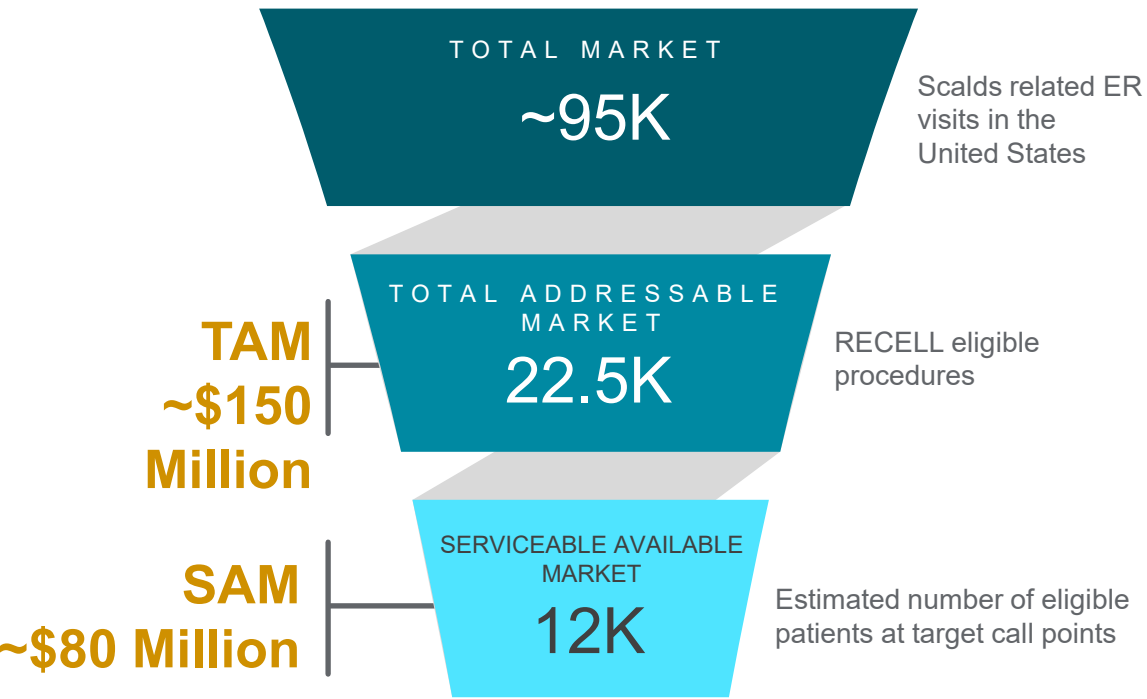 TOTAL MARKET
~95K
Scalds related ER
visits in the
United States
TOTAL ADDRESSABLE
MARKET
22.5K
TAM
~$150
Million
RECELL eligible
procedures
SERVICEABLE AVAILABLE
MARKET
12K
SAM
~$80 Million
Estimated number of eligible
patients at target call points